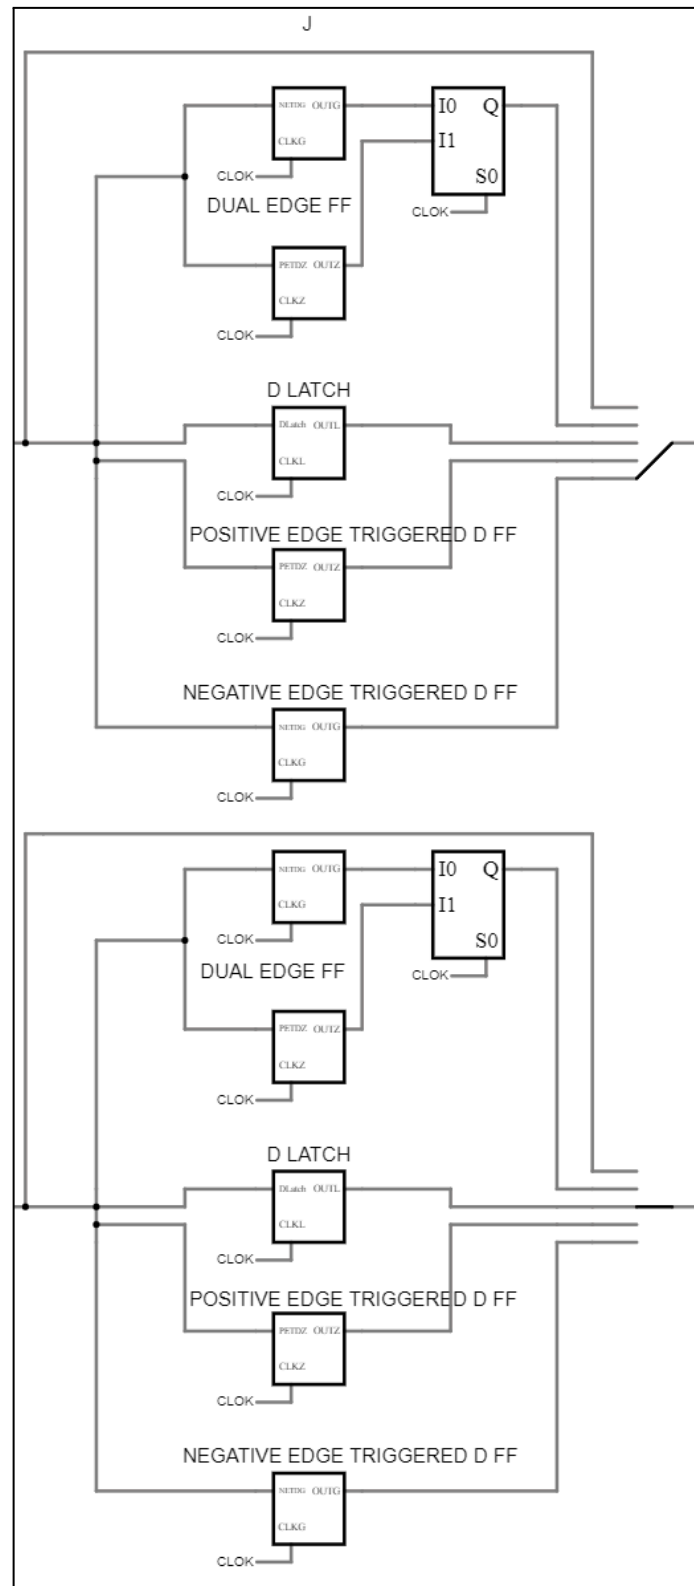 J
NETDG OUTG
CLKG
CLOK
I0 Q
I1
S0
CLOK
DUAL EDGE FF
PETDZ OUTZ
CLKZ
CLOK
D LATCH
DLatch OUTL
CLKL
CLOK
POSITIVE EDGE TRIGGERED D FF
PETDZ OUTZ
CLKZ
CLOK
NEGATIVE EDGE TRIGGERED D FF
NETDG OUTG
CLKG
CLOK
NETDG OUTG
CLKG
CLOK
I0 Q
I1
S0
CLOK
DUAL EDGE FF
PETDZ OUTZ
CLKZ
CLOK
D LATCH
DLatch OUTL
CLKL
CLOK
POSITIVE EDGE TRIGGERED D FF
PETDZ OUTZ
CLKZ
CLOK
NEGATIVE EDGE TRIGGERED D FF
NETDG OUTG
CLKG
CLOK